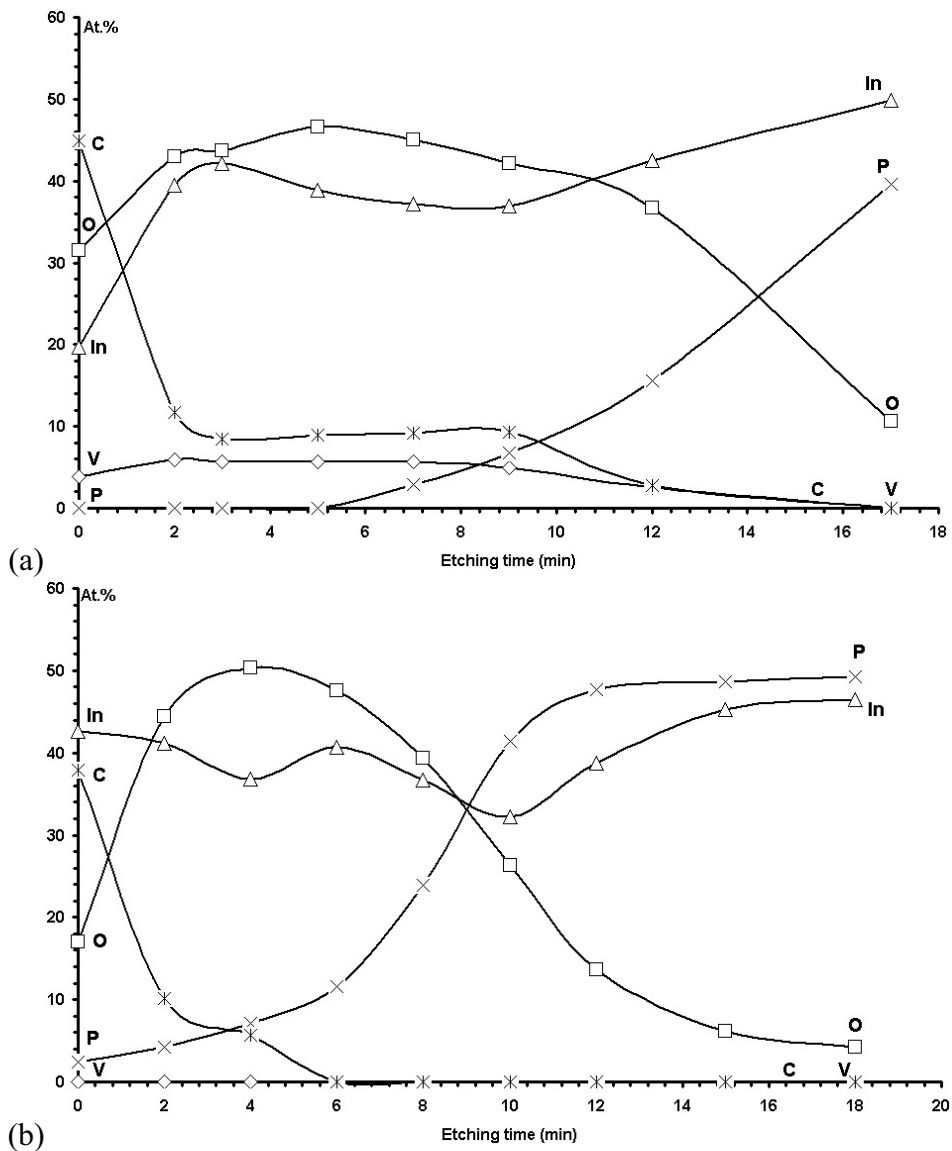 60
At.%
50
In
C
40
P
O
30
20
In
10
O
V
P
C
V
0
0 2 4 6 8 10 12 14 16 18
Etching time (min)
(a)
60
At.%
50
P
In
In
40
C
30
20
O
10
P
O
V
C
V
0
0 2 4 6 8 10 12 14 16 18 20
Etching time (min)
(b)